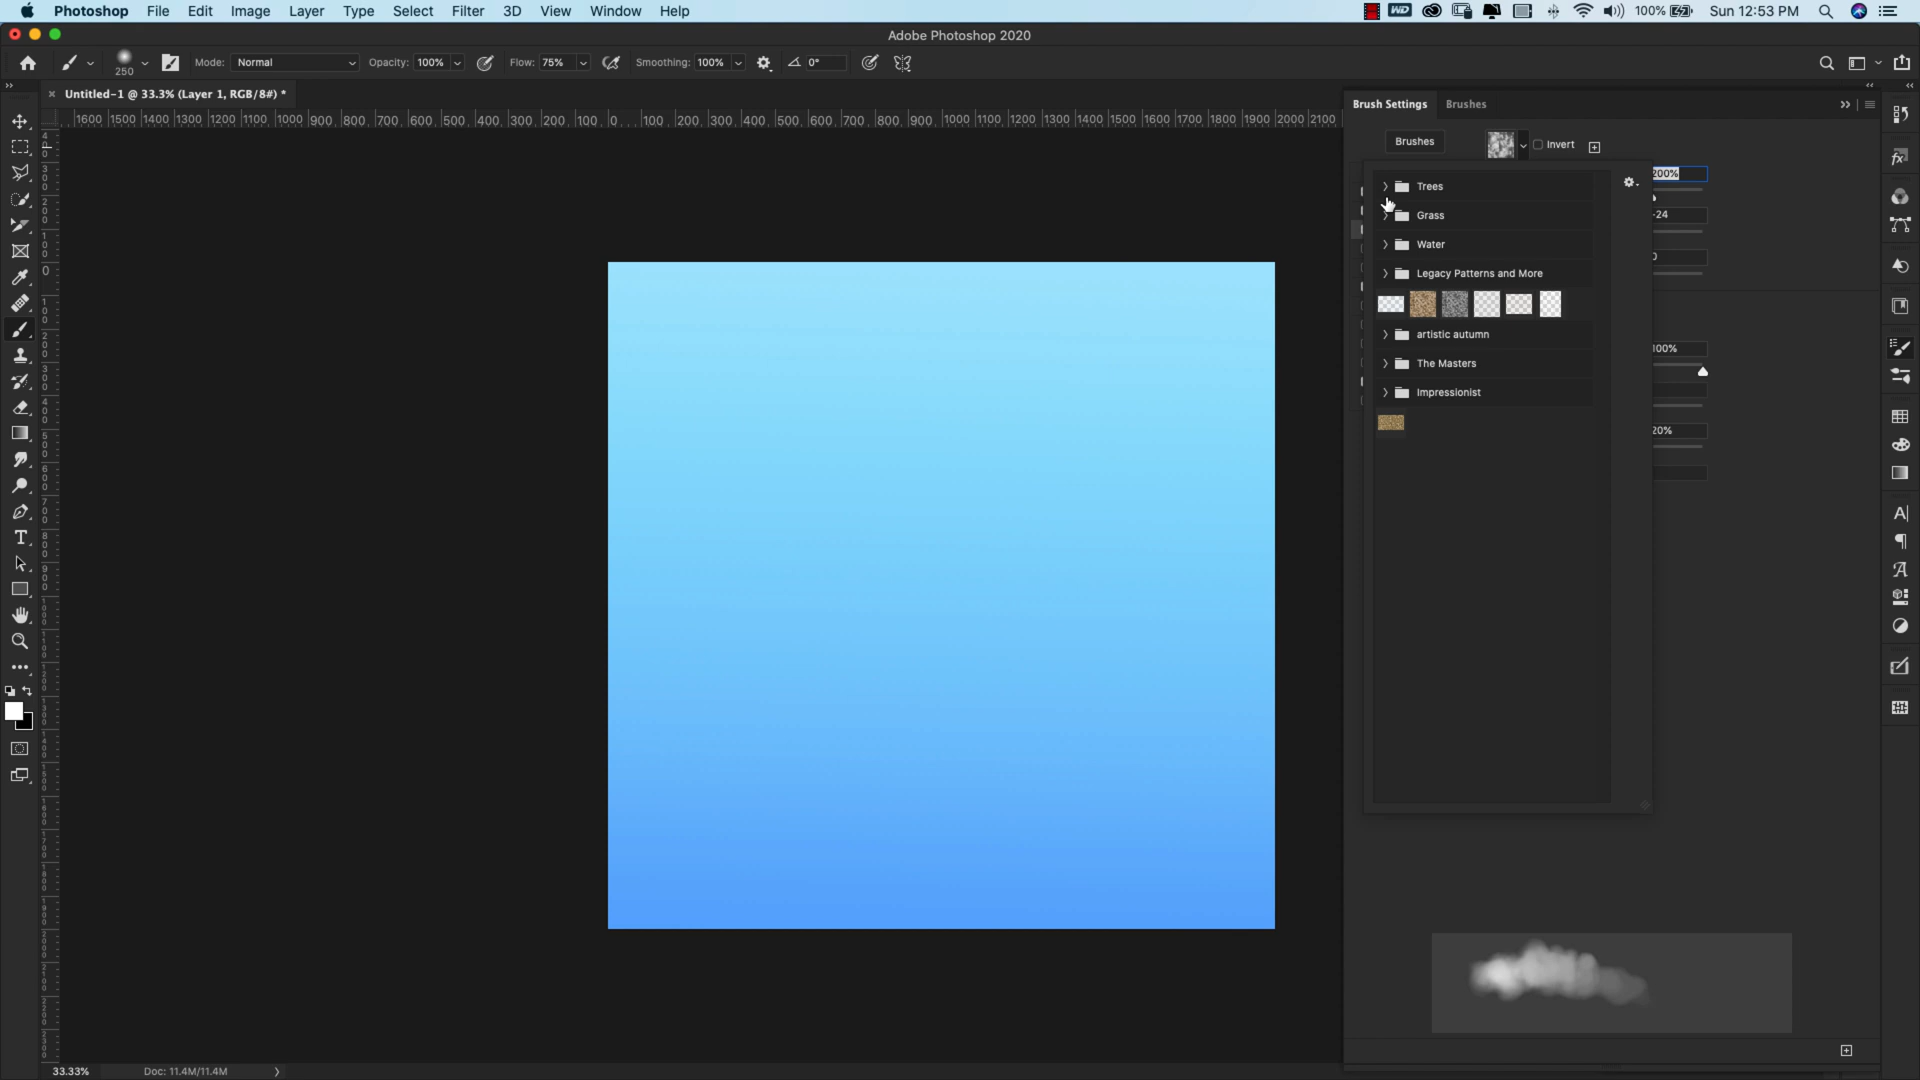 Photoshop File Edit Image Layer Type Select Filter 3D View Window Help 100% Sun 12:53 PM
Adobe Photoshop 2020
250 Mode: Normal Opacity: 100% Flow: 75% Smoothing: 100% 0°
Untitled-1 @ 33.3% (Layer 1, RGB/8#) *
1600 1500 1400 1300 1200 1100 1000 900 800 700 600 500 400 300 200 100 0 100 200 300 400 500 600 700 800 900 1000 1100 1200 1300 1400 1500 1600 1700 1800 1900 2000 2100
Brush Settings Brushes
Brushes Invert
200%
Trees
Grass
-24
Water
0
Legacy Patterns and More
artistic autumn
100%
The Masters
Impressionist
20%
33.33% Doc: 11.4M/11.4M